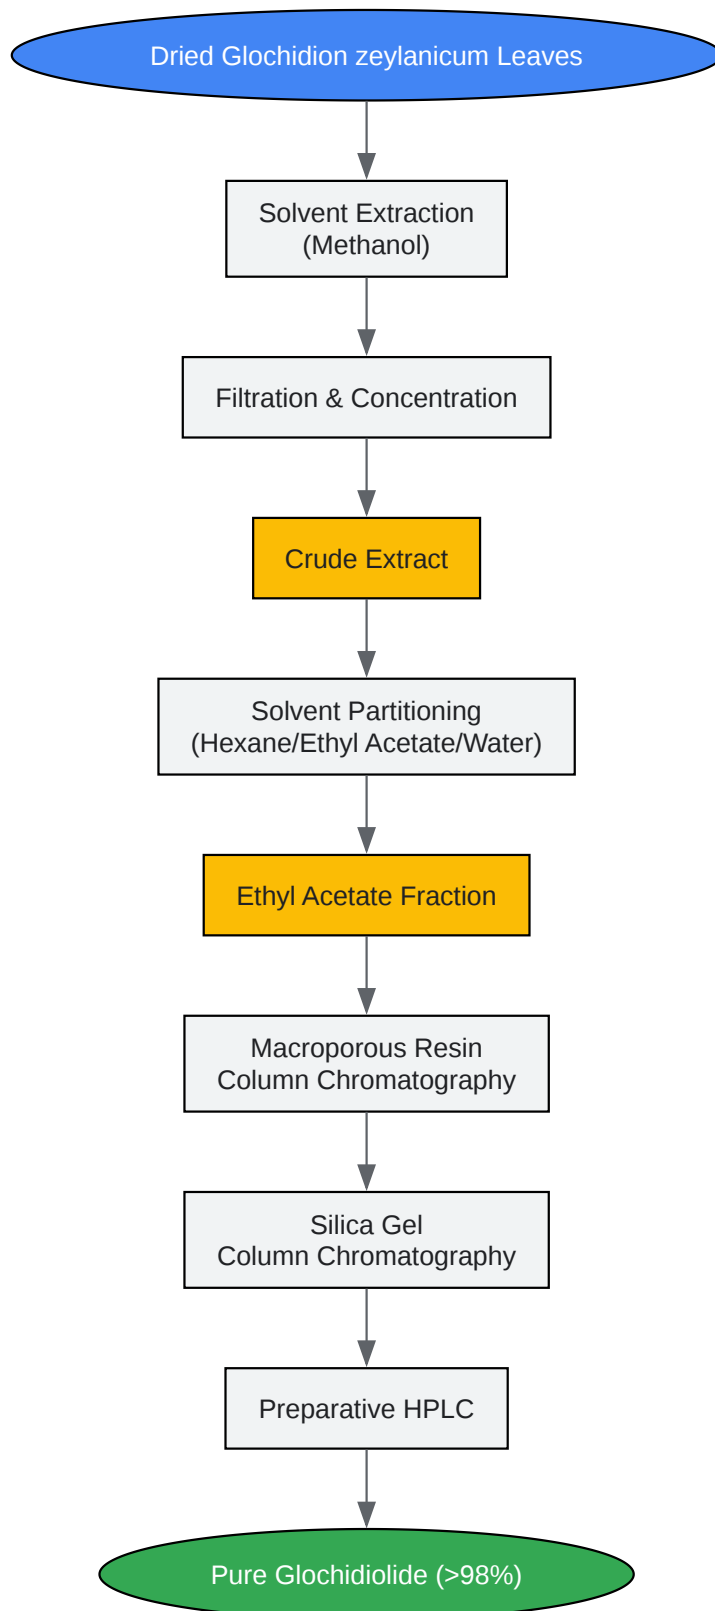 Dried Glochidion zeylanicum Leaves
Solvent Extraction
(Methanol)
Filtration & Concentration
Crude Extract
Solvent Partitioning
(Hexane/Ethyl Acetate/Water)
Ethyl Acetate Fraction
Macroporous Resin
Column Chromatography
Silica Gel
Column Chromatography
Preparative HPLC
Pure Glochidiolide (>98%)